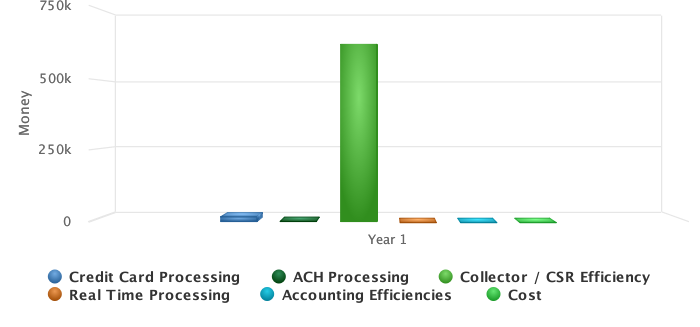 750k
500k
250k
0
Money
Year 1
Credit Card Processing ACH Processing Collector / CSR Efficiency
Real Time Processing Accounting Efficiencies Cost